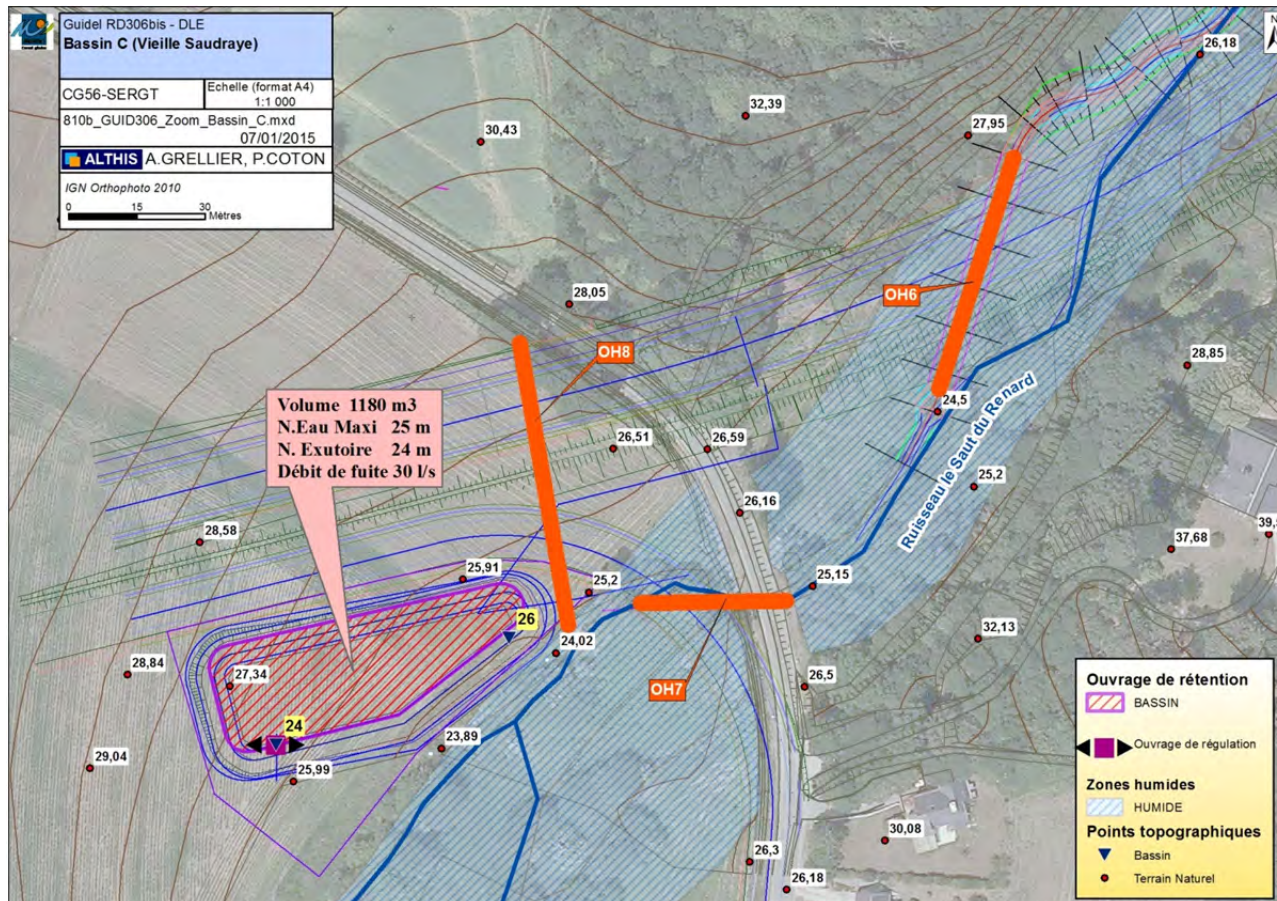 Guidel RD306bis - DLE
Bassin C (Vieille Saudraye)
CG56-SERGT
Echelle (format A4)
1:1 000
810b_GUID306_Zoom_Bassin_C.mxd
07/01/2015
ALTHIS A.GRELLIER, P.COTON
IGN Orthophoto 2010
0 15 30
Mètres
N
26,18
32,39
27,95
30,43
28,05
OH6
OH8
28,85
Volume 1180 m3
N.Eau Maxi 25 m
N. Exutoire 24 m
Débit de fuite 30 l/s
24,5
26,51
26,59
Ruisseau le Saut du Renard
25,2
26,16
28,58
37,68
39,
25,91
25,2
25,15
26
24,02
32,13
28,84
27,34
OH7
26,5
24
23,89
29,04
25,99
30,08
26,3
26,18
Ouvrage de rétention
BASSIN
Ouvrage de régulation
Zones humides
HUMIDE
Points topographiques
Bassin
Terrain Naturel